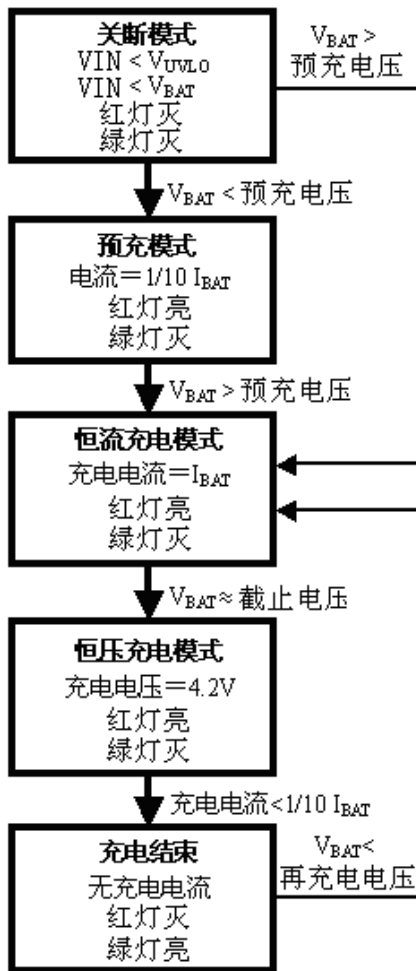 关断模式
VIN < VUVLO
VIN < VBAT
红灯灭
绿灯灭
VBAT >
预充电压
VBAT < 预充电压
预充模式
电流＝1/10 IBAT
红灯亮
绿灯灭
VBAT > 预充电压
恒流充电模式
充电电流＝IBAT
红灯亮
绿灯灭
VBAT≈ 截止电压
恒压充电模式
充电电压＝4.2V
红灯亮
绿灯灭
充电电流<1/10 IBAT
充电结束
无充电电流
红灯灭
绿灯亮
VBAT<
再充电电压